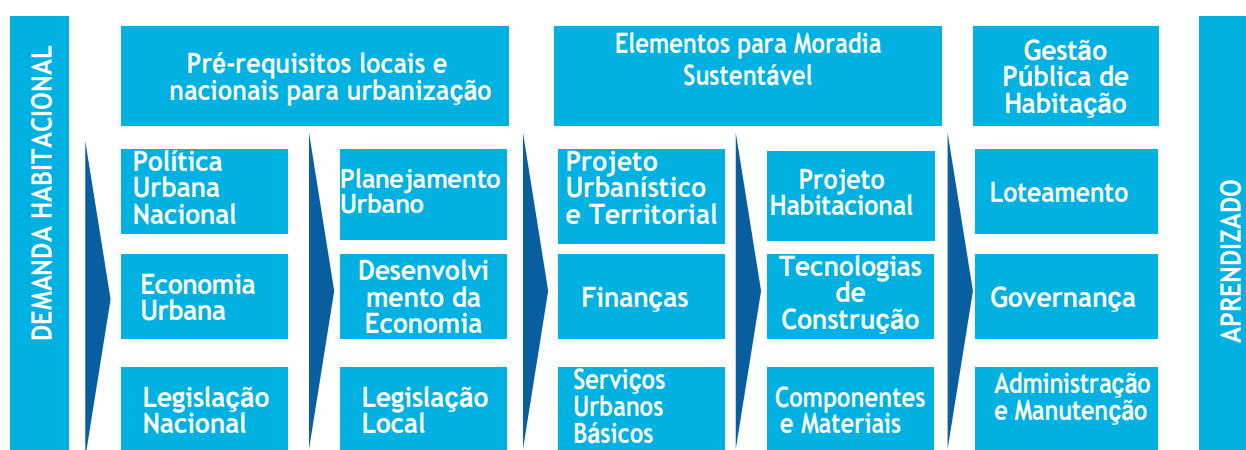 DEMANDA HABITACIONAL
Pré-requisitos locais e
nacionais para urbanização
Elementos para Moradia
Sustentável
Gestão
Pública de
Habitação
Política
Urbana
Nacional
Planejamento
Urbano
Projeto
Urbanístico
e Territorial
Projeto
Habitacional
Loteamento
Economia
Urbana
Desenvolvi
mento da
Economia
Finanças
Tecnologias
de
Construção
Governança
Legislação
Nacional
Legislação
Local
Serviços
Urbanos
Básicos
Componentes
e Materiais
Administração
e Manutenção
APRENDIZADO